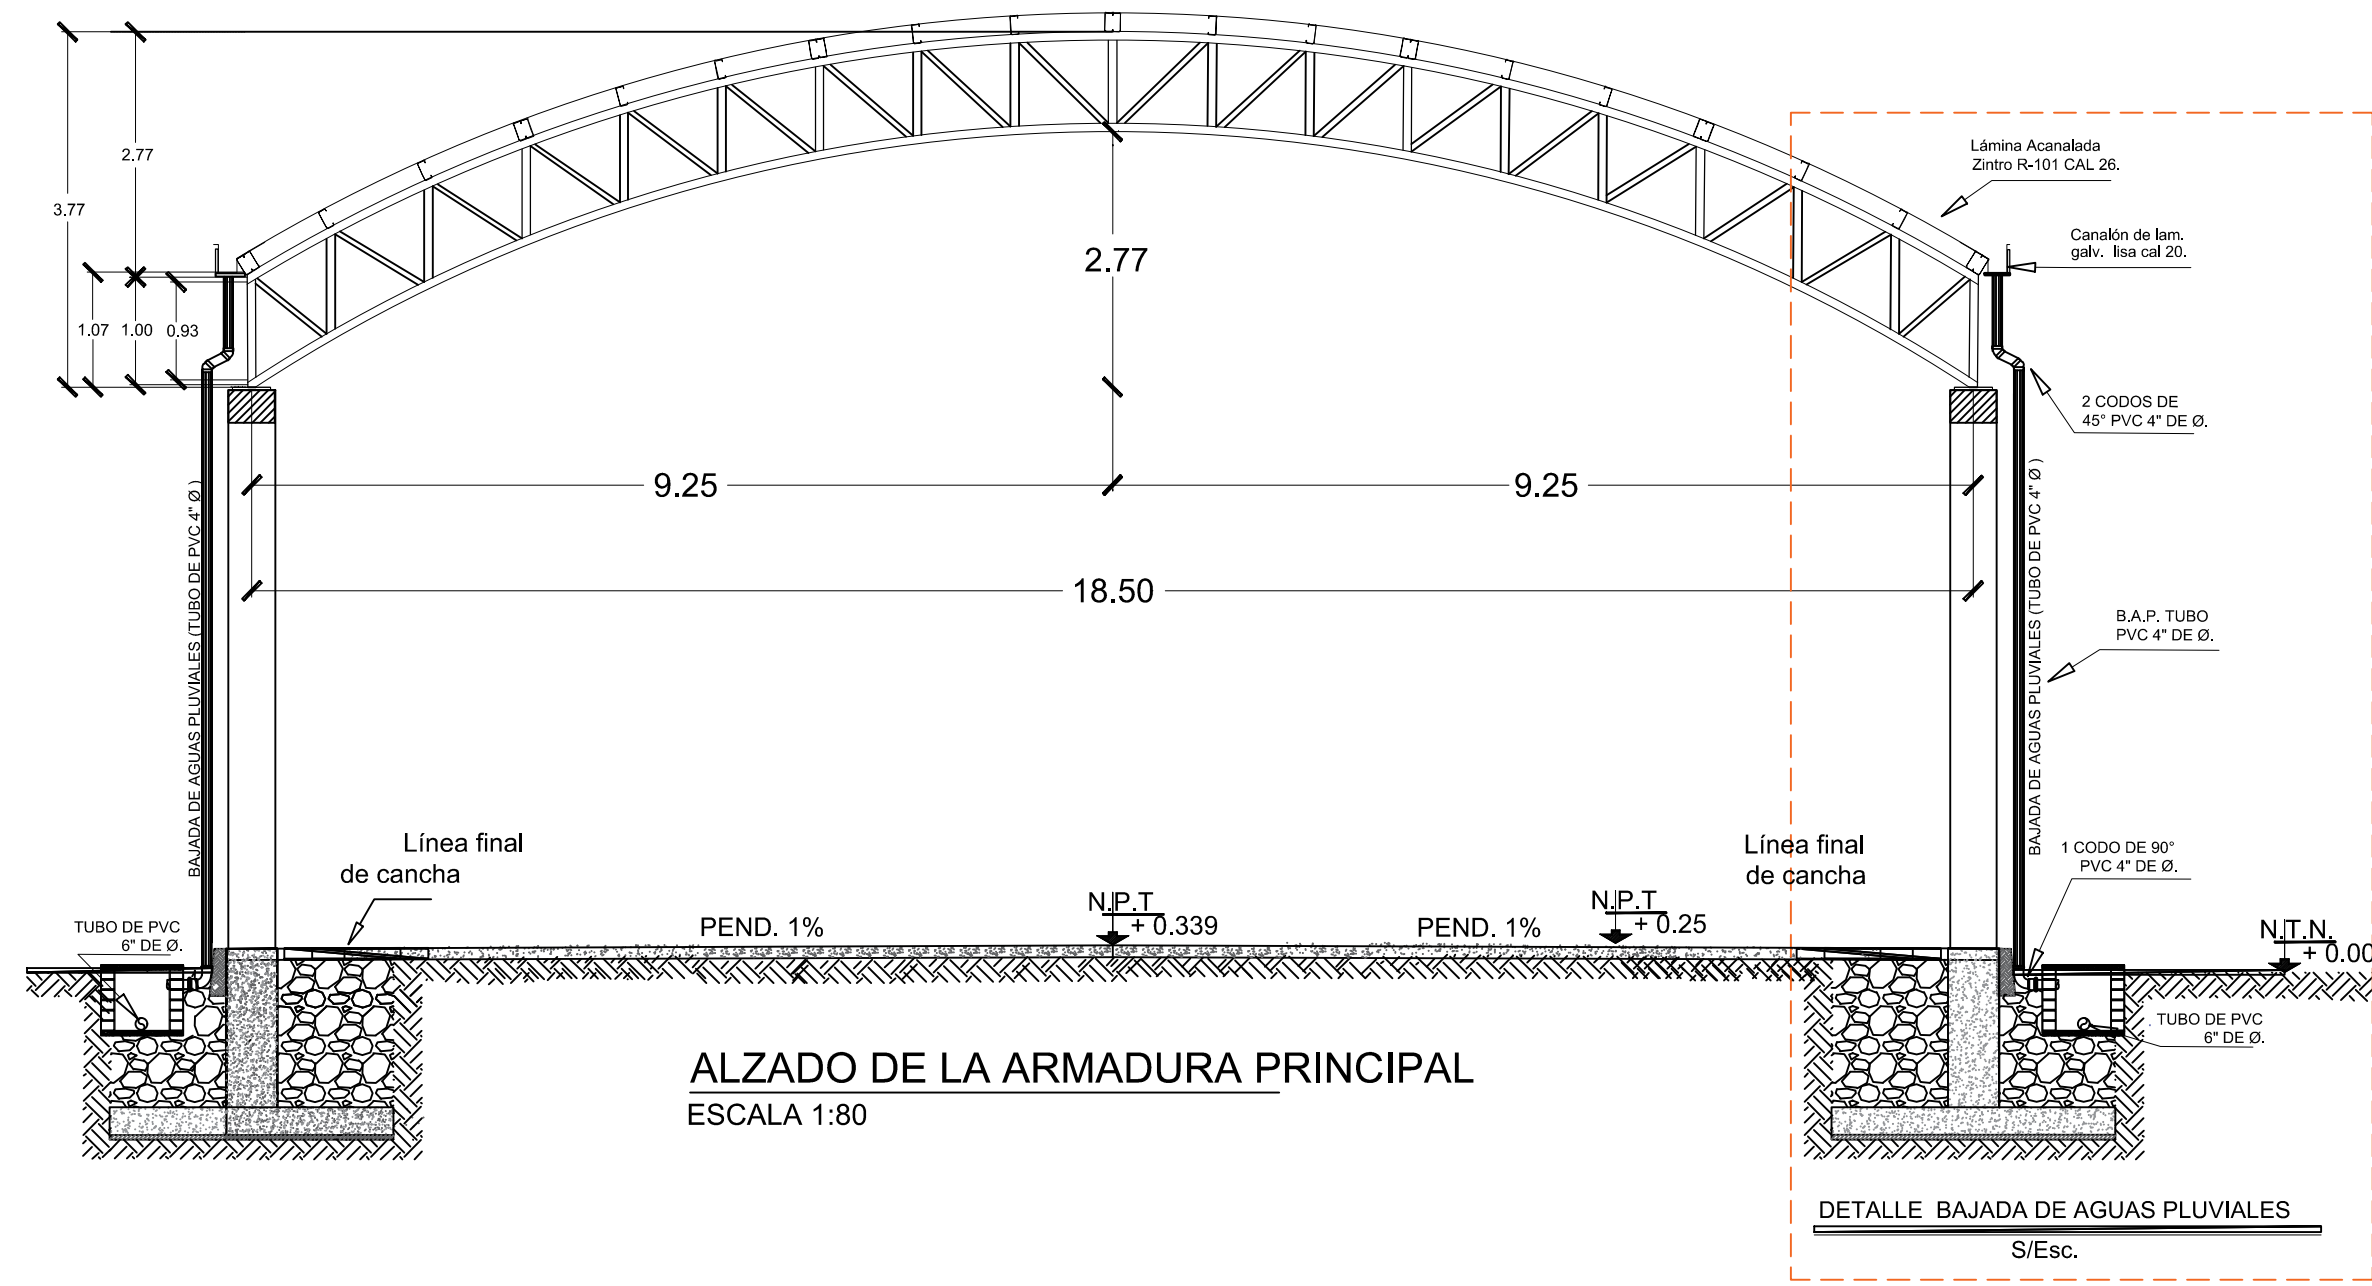 2.77
3.77
1.07
1.00
0.93
2.77
9.25
9.25
18.50
Lámina Acanalada
Zintro R-101 CAL 26.
Canalón de lam.
galv. lisa cal 20.
2 CODOS DE
45° PVC 4" DE Ø.
BAJADA DE AGUAS PLUVIALES (TUBO DE PVC 4" Ø )
BAJADA DE AGUAS PLUVIALES (TUBO DE PVC 4" Ø )
B.A.P. TUBO
PVC 4" DE Ø.
Línea final
de cancha
Línea final
de cancha
1 CODO DE 90°
PVC 4" DE Ø.
TUBO DE PVC
6" DE Ø.
PEND. 1%
N.P.T
+ 0.339
PEND. 1%
N.P.T
+ 0.25
N.T.N.
+ 0.00
TUBO DE PVC
6" DE Ø.
ALZADO DE LA ARMADURA PRINCIPAL
ESCALA 1:80
DETALLE BAJADA DE AGUAS PLUVIALES
S/Esc.